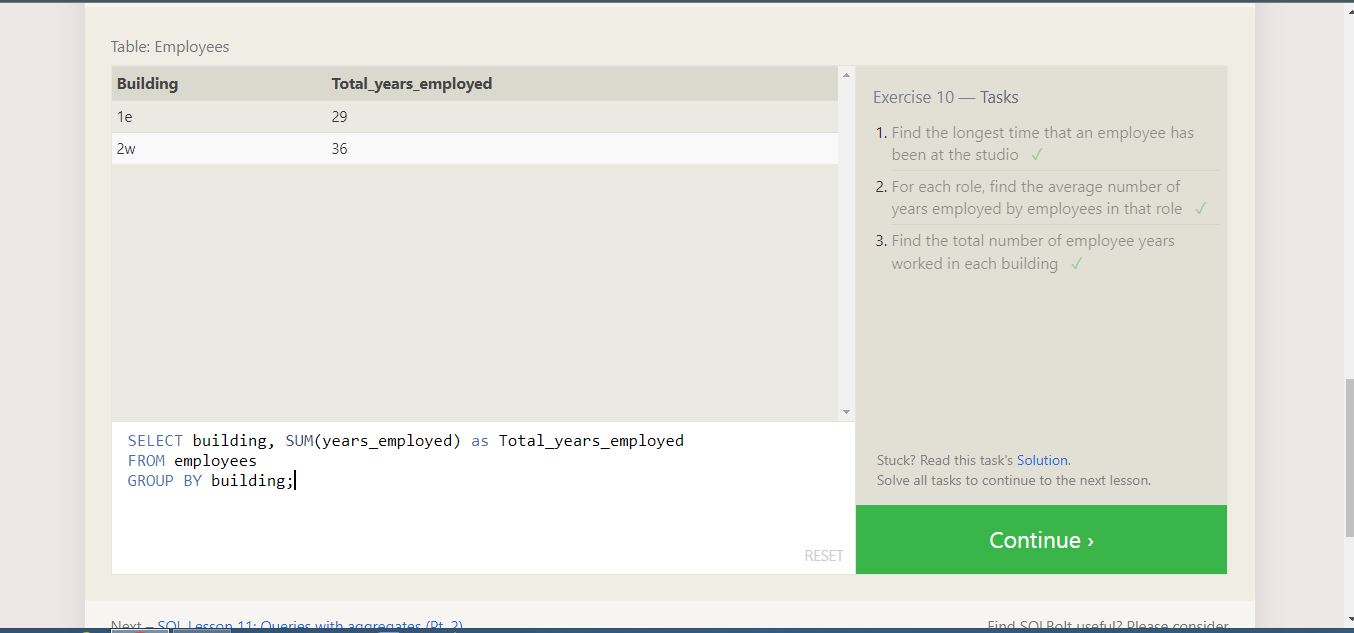 Table: Employees
Building Total_years_employed
1e 29
2w 36
SELECT building, SUM(years_employed) as Total_years_employed
FROM employees
GROUP BY building;
RESET
Exercise 10 — Tasks
1. Find the longest time that an employee has
been at the studio ✓
2. For each role, find the average number of
years employed by employees in that role ✓
3. Find the total number of employee years
worked in each building ✓
Stuck? Read this task's Solution.
Solve all tasks to continue to the next lesson.
Continue ›
Next – SQL Lesson 11: Queries with aggregates (Pt. 2)
Find SQLBolt useful? Please consider